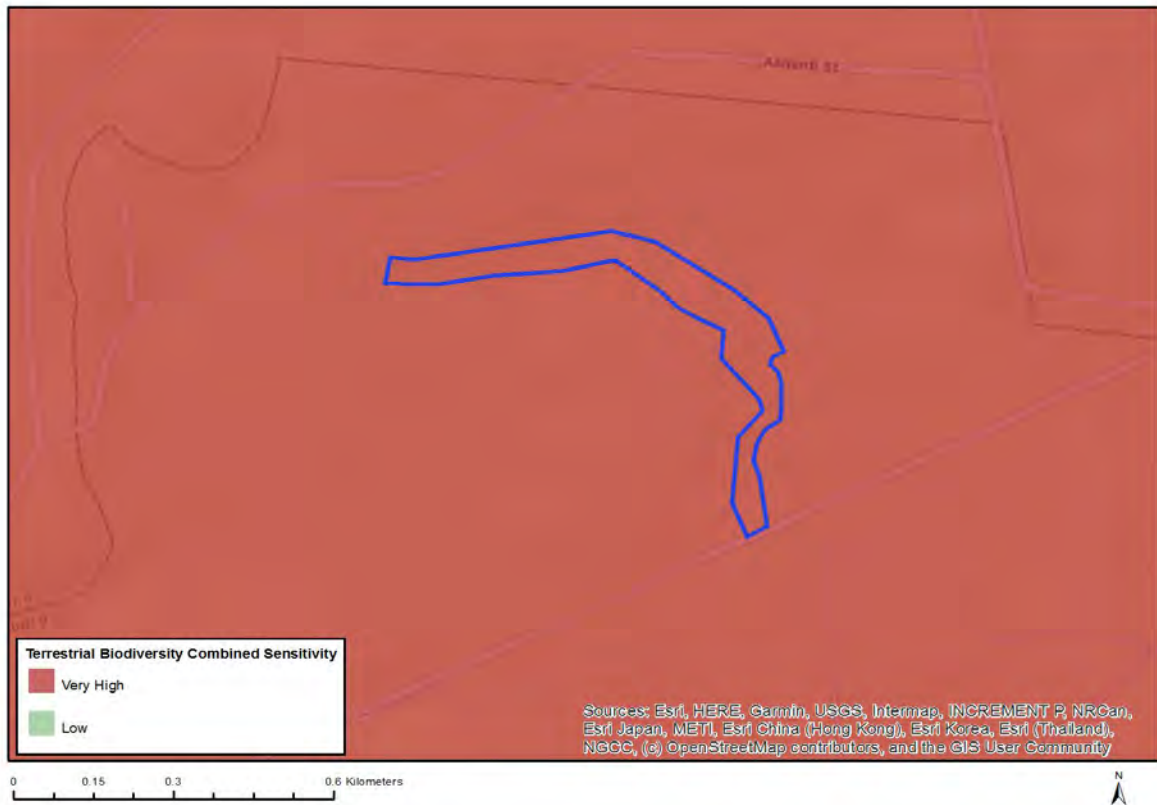 Terrestrial Biodiversity Combined Sensitivity
Very High
Low
Sources: Esri, HERE, Garmin, USGS, Intermap, INCREMENT P, NRCan,
Esri Japan, METI, Esri China (Hong Kong), Esri Korea, Esri (Thailand),
NGCC, (c) OpenStreetMap contributors, and the GIS User Community
0 0.15 0.3 0.6 Kilometers
N